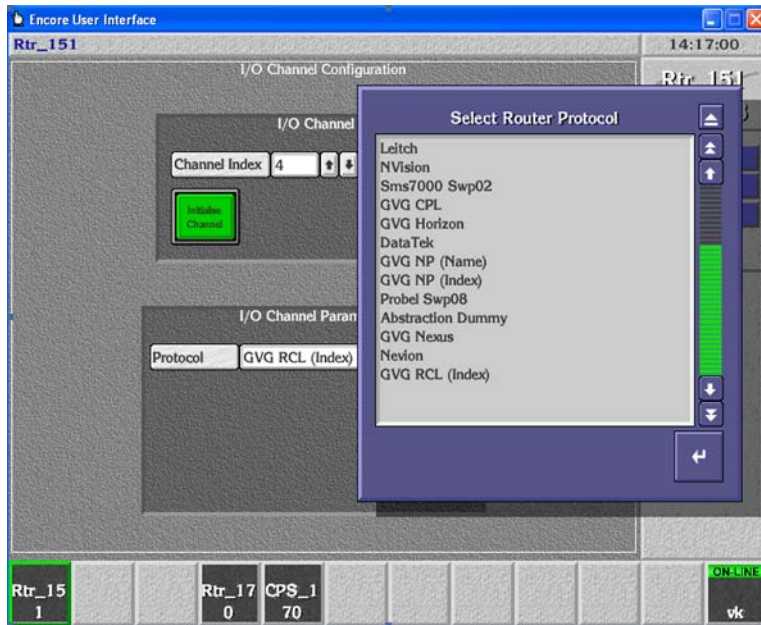 Encore User Interface
Rtr_151
14:17:00
I/O Channel Configuration
Rtr 151
I/O Channel
Channel Index 4
Initialise
Channel
Select Router Protocol
Leitch
NVision
Sms7000 Swp02
GVG CPL
GVG Horizon
DataTek
GVG NP (Name)
GVG NP (Index)
Probel Swp08
Abstraction Dummy
GVG Nexus
Nevion
GVG RCL (Index)
I/O Channel Param
Protocol GVG RCL (Index)
Rtr_15
1
Rtr_17
0
CPS_1
70
ON-LINE
vk